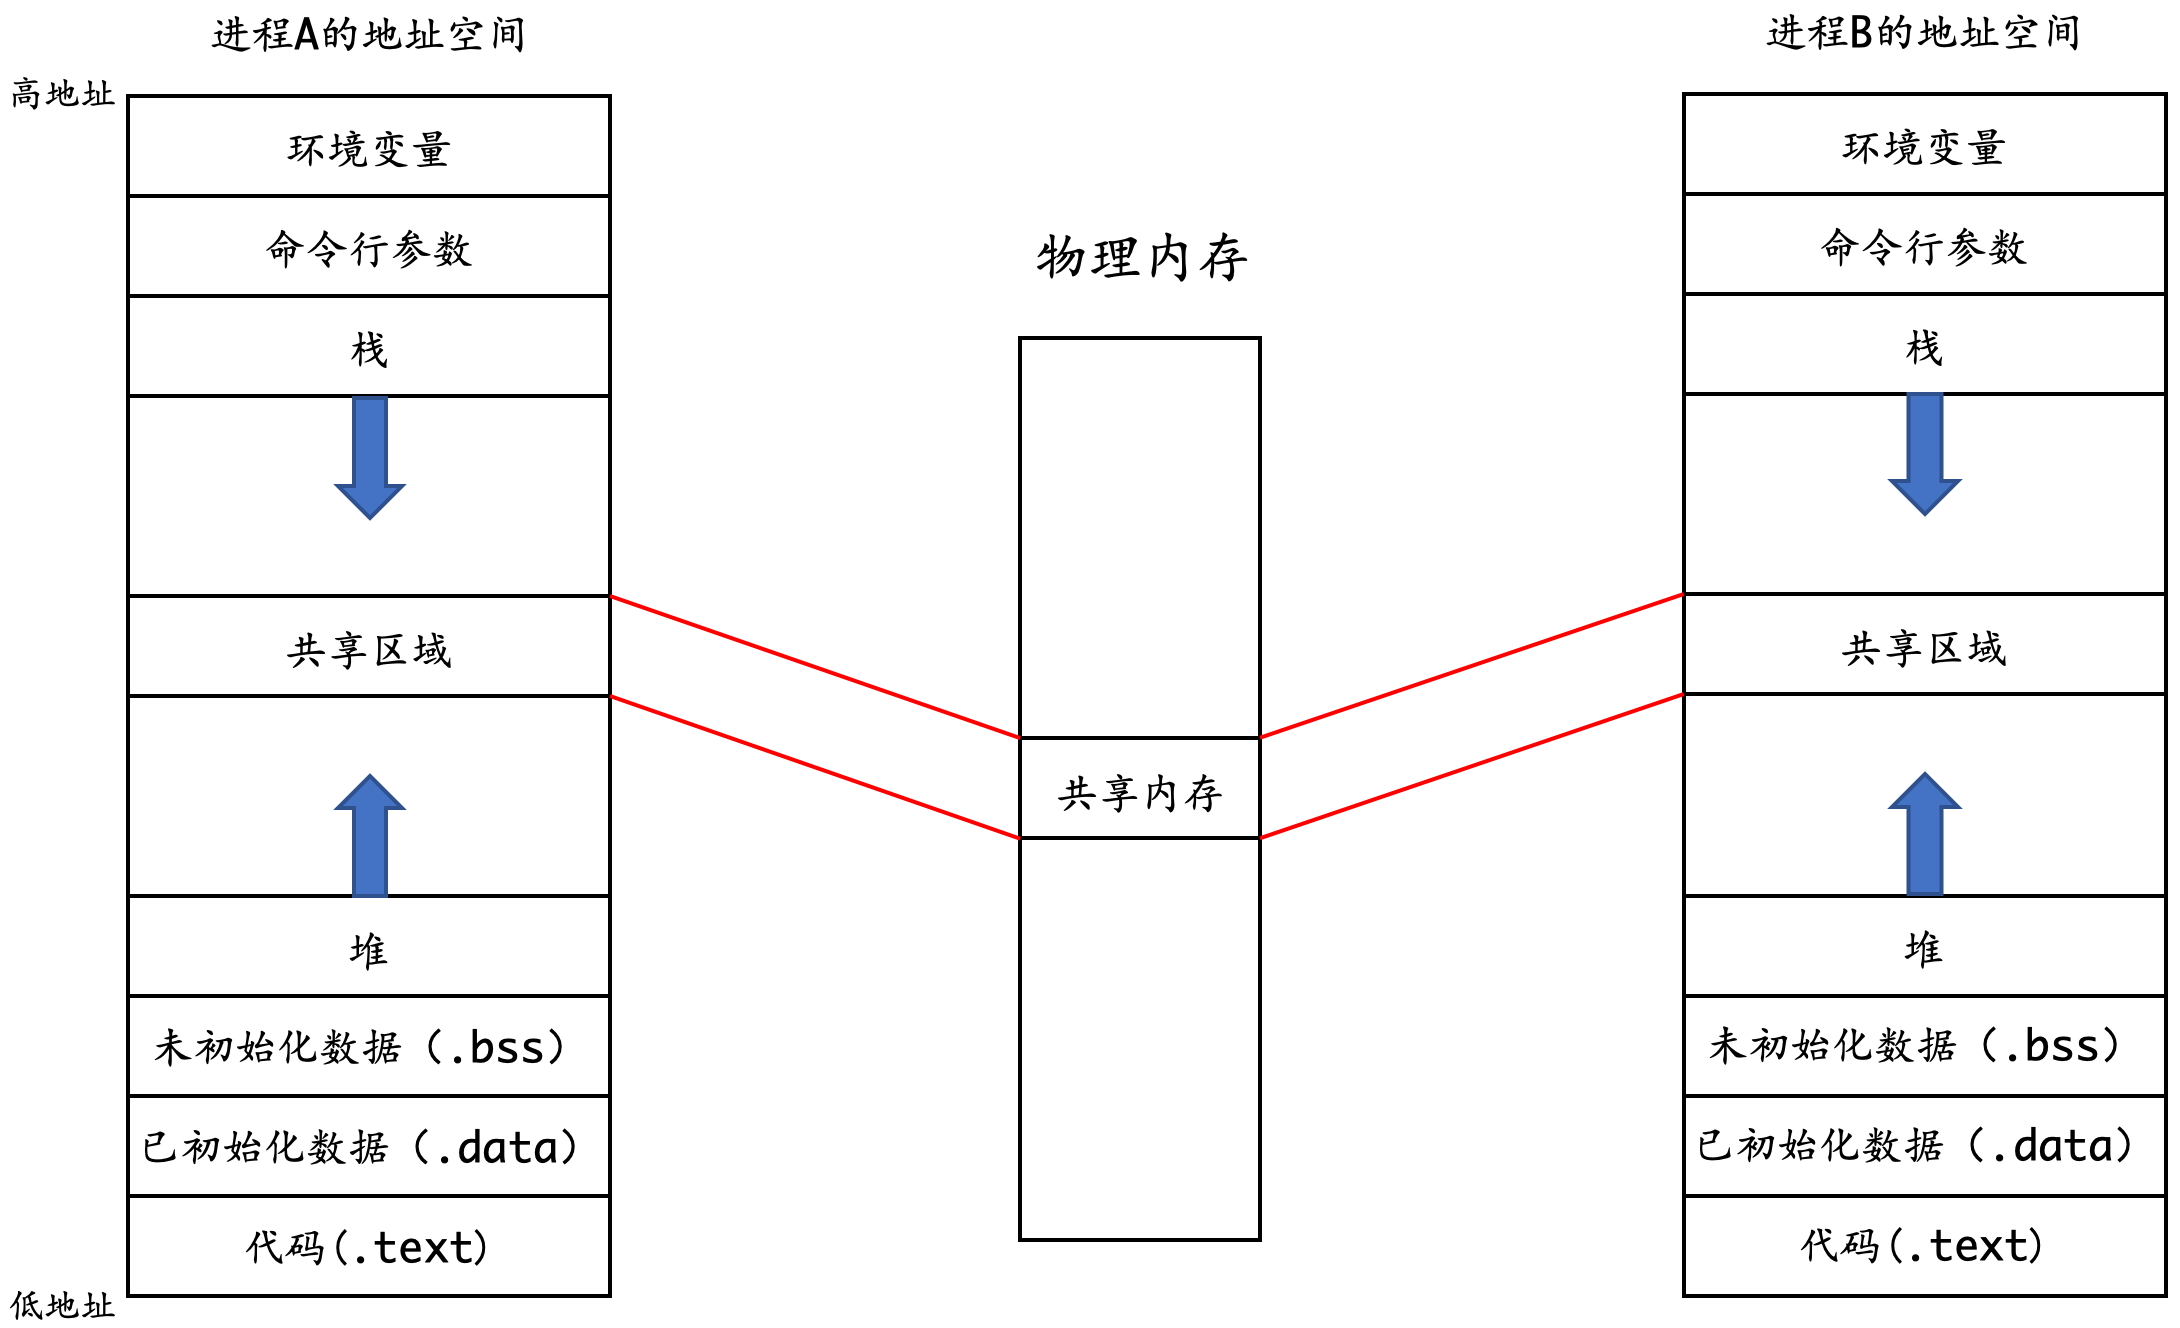 进程A的地址空间
高地址
环境变量
命令行参数
栈
共享区域
堆
未初始化数据（.bss）
已初始化数据（.data）
代码(.text)
低地址
物理内存
共享内存
进程B的地址空间
环境变量
命令行参数
栈
共享区域
堆
未初始化数据（.bss）
已初始化数据（.data）
代码(.text)